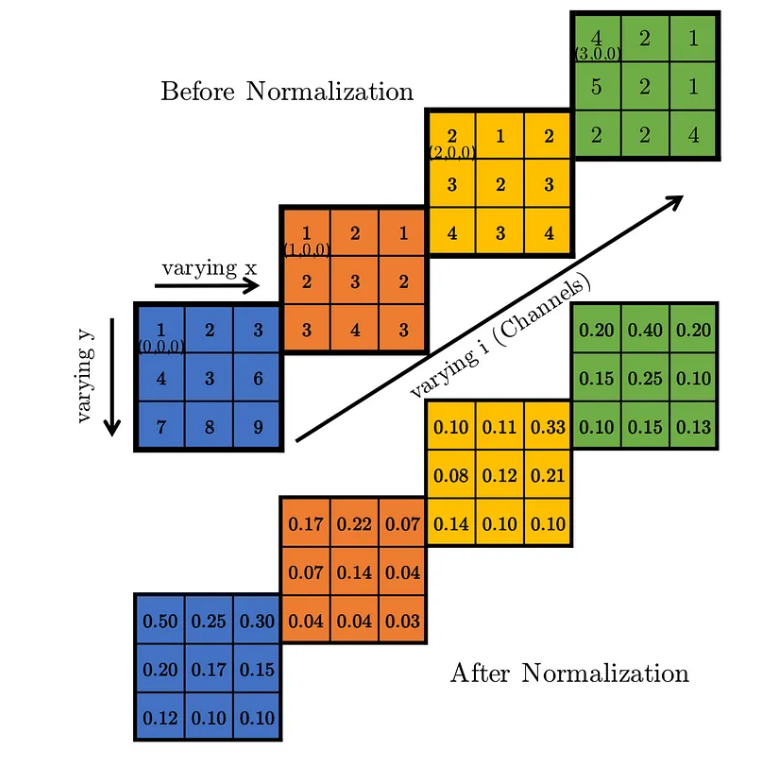 Before Normalization
4 2 1
(3,0,0)
5 2 1
2 2 4
2 1 2
(2,0,0)
3 2 3
4 3 4
1 2 1
(1,0,0)
2 3 2
3 4 3
varying x
varying y
1 2 3
(0,0,0)
4 3 6
7 8 9
varying i (Channels)
0.20 0.40 0.20
0.15 0.25 0.10
0.10 0.15 0.13
0.10 0.11 0.33
0.08 0.12 0.21
0.14 0.10 0.10
0.17 0.22 0.07
0.07 0.14 0.04
0.04 0.04 0.03
0.50 0.25 0.30
0.20 0.17 0.15
0.12 0.10 0.10
After Normalization